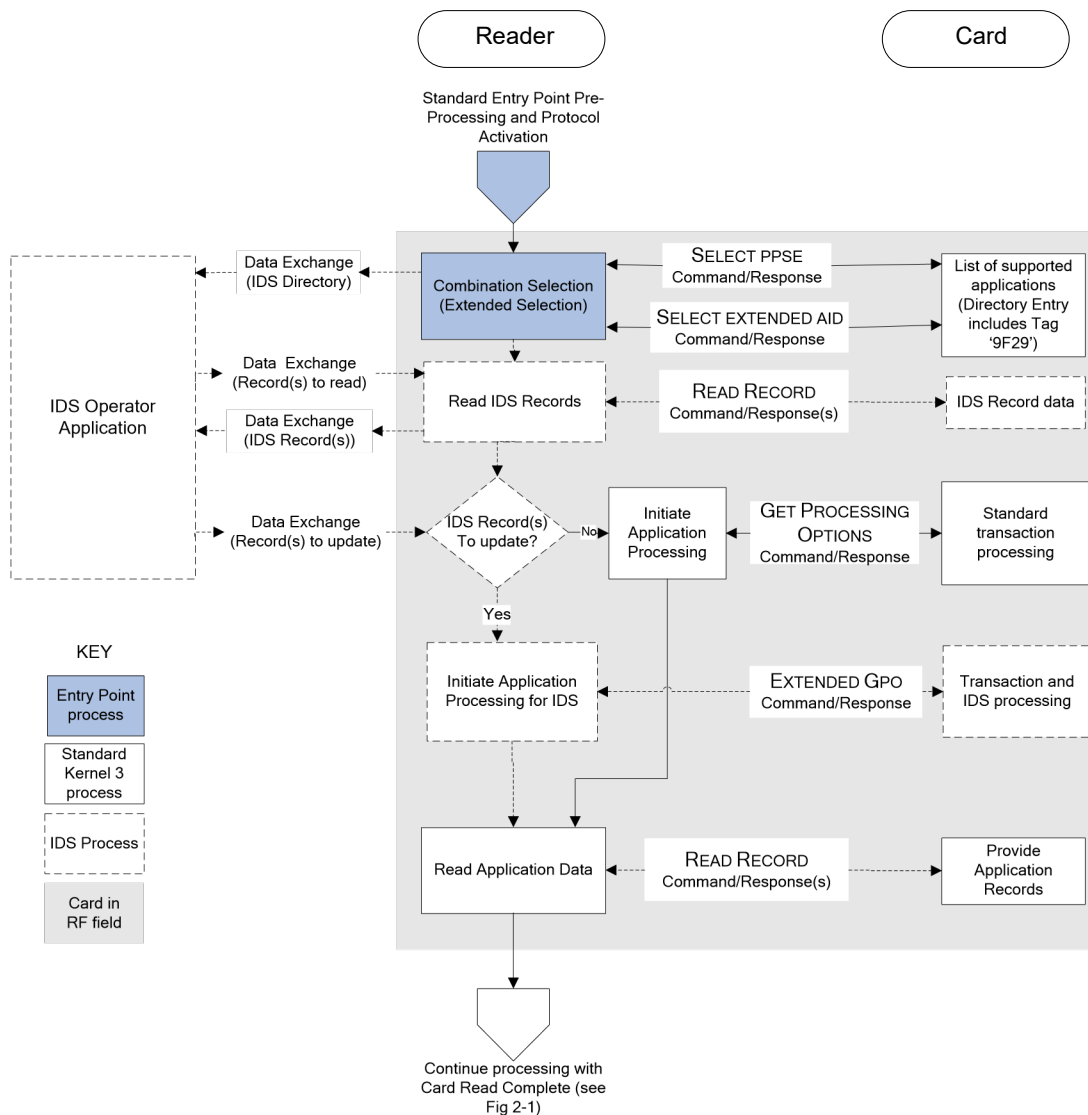 Reader
Card
Standard Entry Point Pre-
Processing and Protocol
Activation
Data Exchange
(IDS Directory)
Combination Selection
(Extended Selection)
SELECT PPSE
Command/Response
SELECT EXTENDED AID
Command/Response
List of supported
applications
(Directory Entry
includes Tag
‘9F29’)
IDS Operator
Application
Data Exchange
(Record(s) to read)
Data Exchange
(IDS Record(s))
Read IDS Records
READ RECORD
Command/Response(s)
IDS Record data
Data Exchange
(Record(s) to update)
IDS Record(s)
To update?
No
Initiate
Application
Processing
GET PROCESSING
OPTIONS
Command/Response
Standard
transaction
processing
Yes
Initiate Application
Processing for IDS
EXTENDED GPO
Command/Response
Transaction and
IDS processing
KEY
Entry Point
process
Standard
Kernel 3
process
IDS Process
Card in
RF field
Read Application Data
READ RECORD
Command/Response(s)
Provide
Application
Records
Continue processing with
Card Read Complete (see
Fig 2-1)